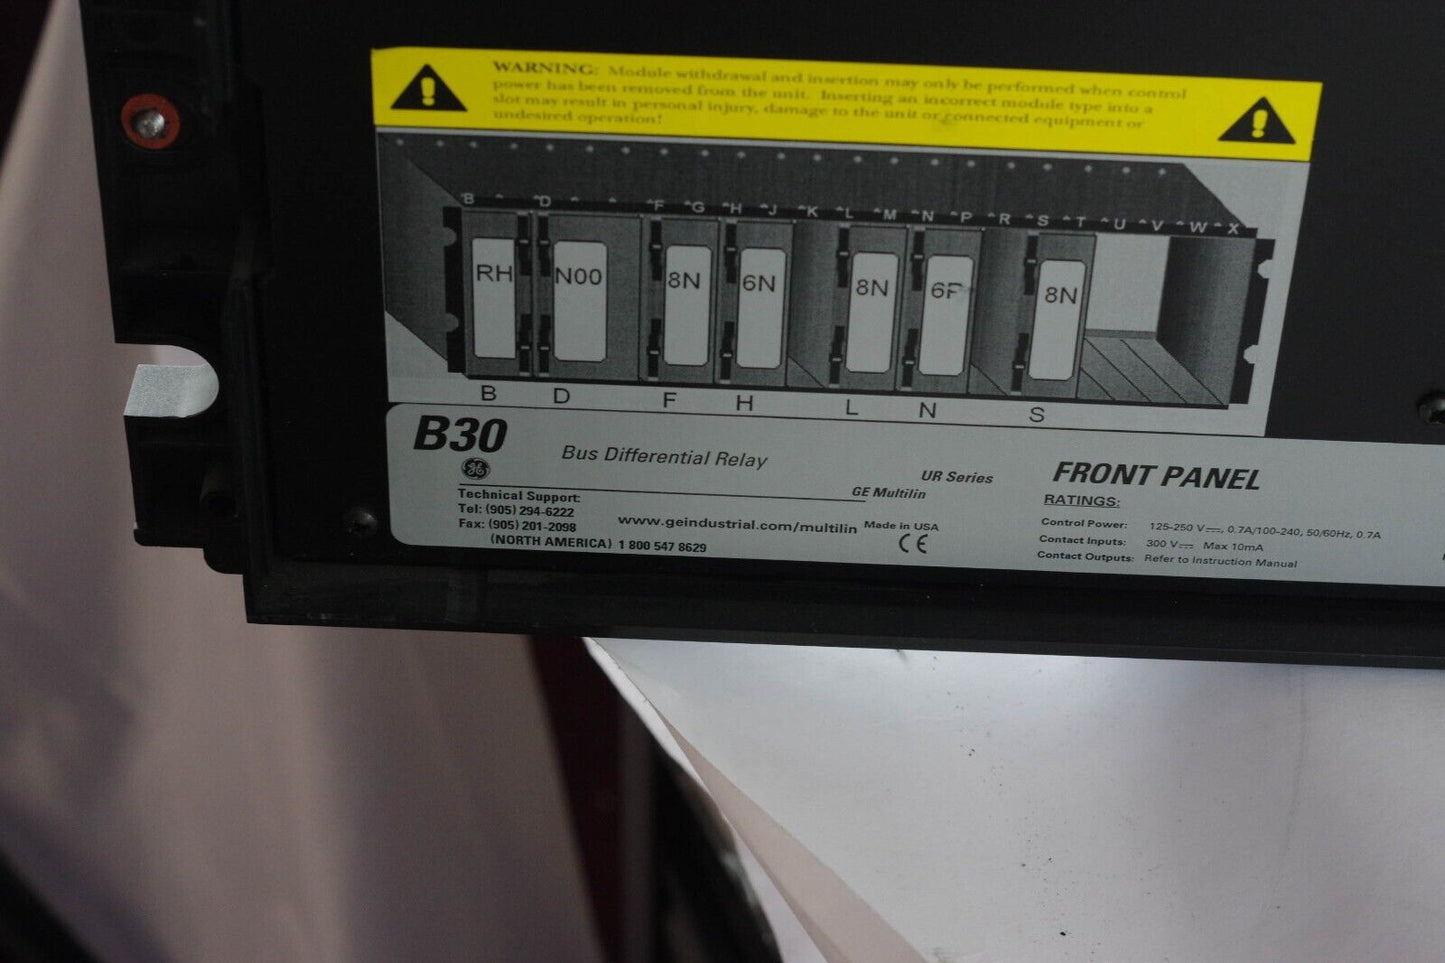 WARNING: Module withdrawal and insertion may only be performed when control
power has been removed from the unit. Inserting an incorrect module type into a
slot may result in personal injury, damage to the unit or connected equipment or
undesired operation!
B D F G H J K L M N P R S T U V W X
RH N00 8N 6N 8N 6F 8N
B D F H L N S
B30
Bus Differential Relay
UR Series
GE Multilin
Technical Support:
Tel: (905) 294-6222
Fax: (905) 201-2098
(NORTH AMERICA) 1 800 547 8629
www.geindustrial.com/multilin
Made in USA
CE
FRONT PANEL
RATINGS:
Control Power: 125-250 V⎓, 0.7A/100-240, 50/60Hz, 0.7A
Contact Inputs: 300 V⎓ Max 10mA
Contact Outputs: Refer to Instruction Manual